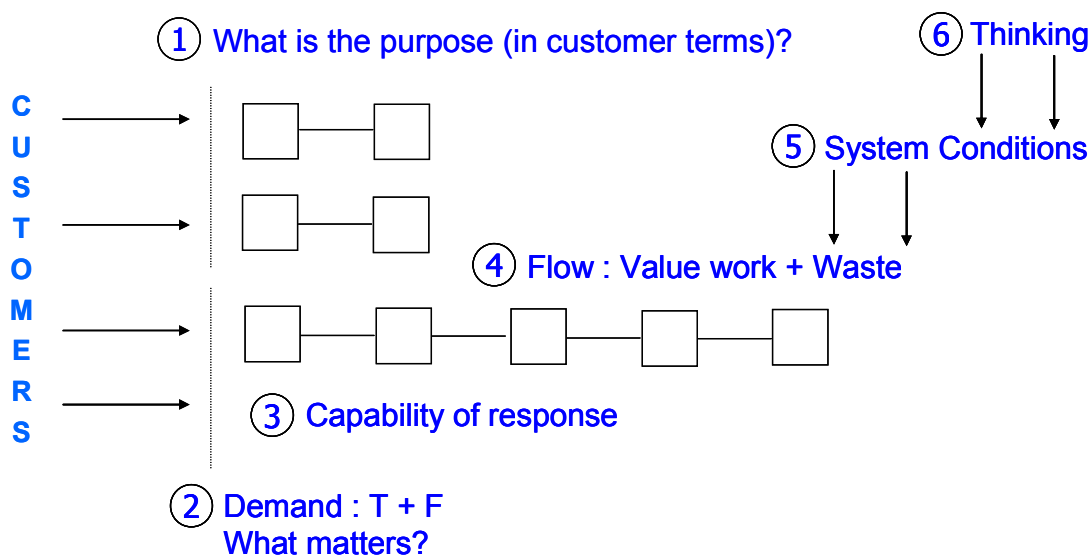 1 What is the purpose (in customer terms)?
6 Thinking
CUSTOMERS
5 System Conditions
4 Flow : Value work + Waste
3 Capability of response
2 Demand : T + F
What matters?